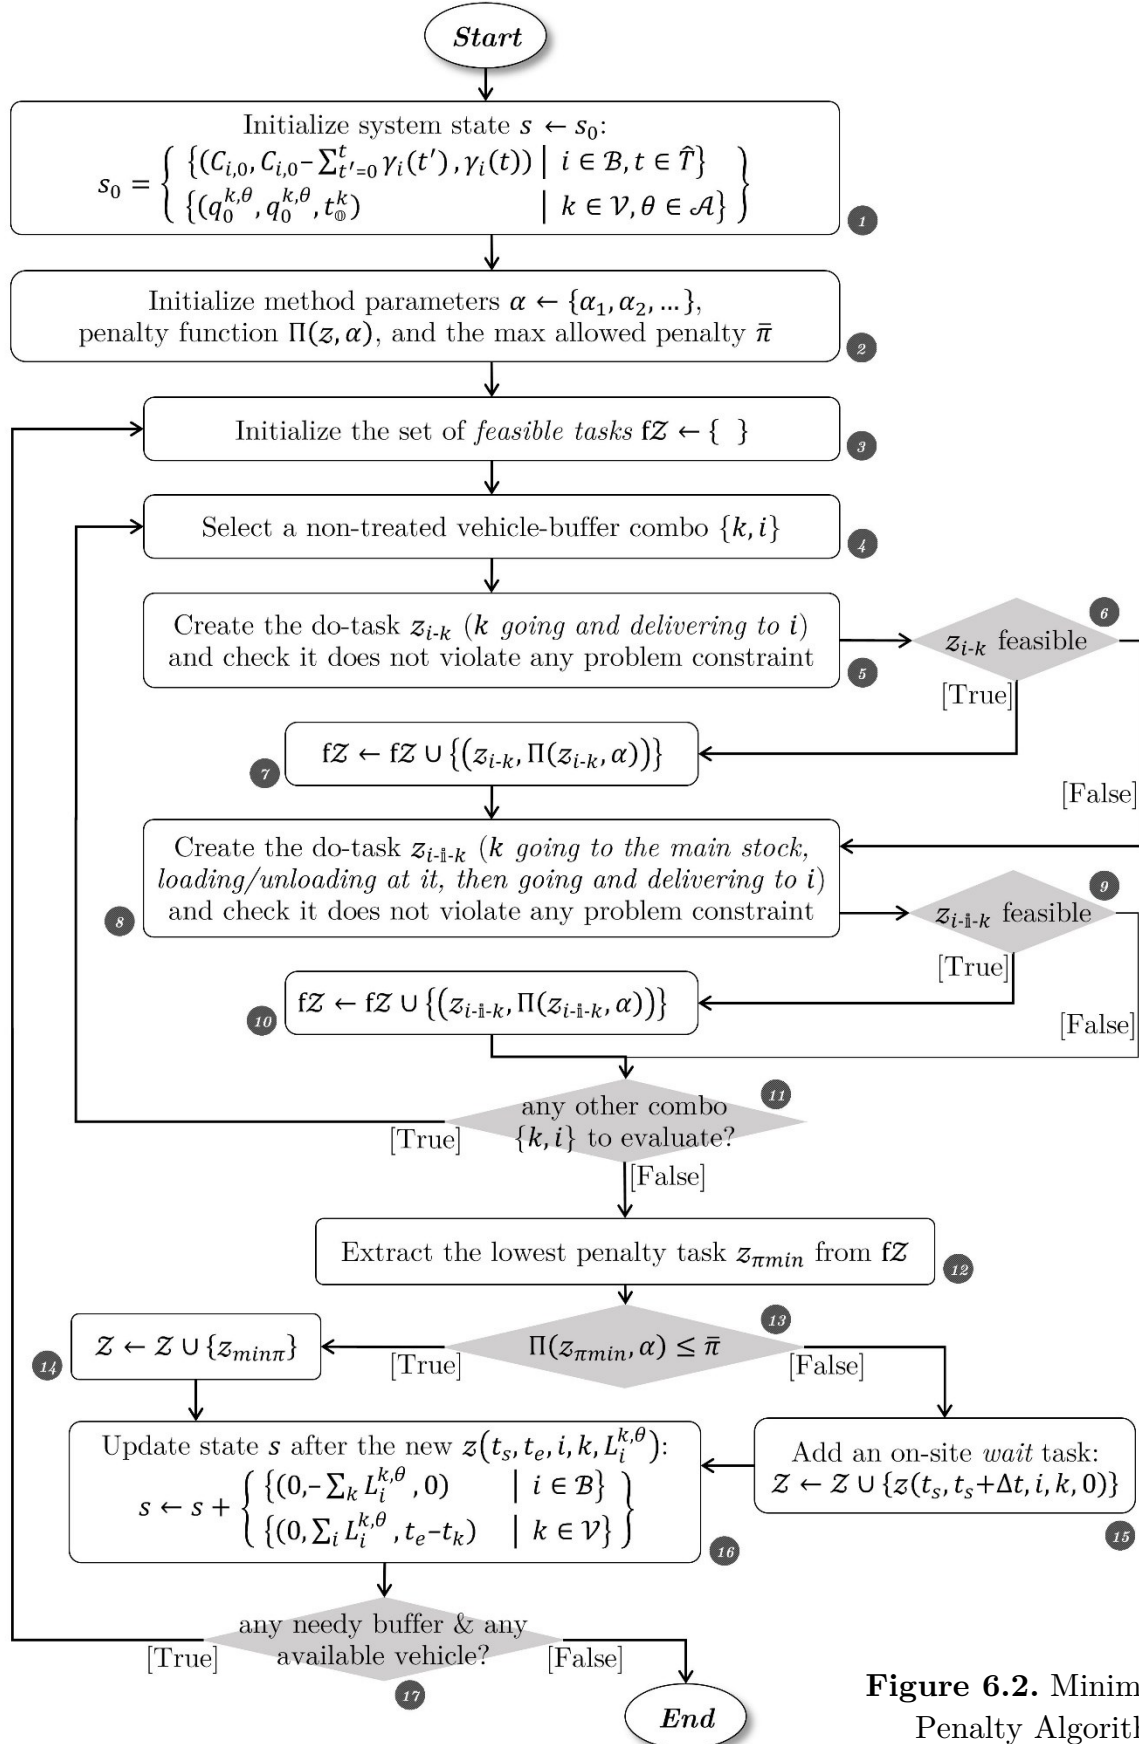 Start
Initialize system state s ← s₀:
s₀ = { {(C_{i,0}, C_{i,0}−∑_{t'=0}^{t} γ_i(t'), γ_i(t)) | i ∈ ℬ, t ∈ T̂}
{(q_0^{k,θ}, q_0^{k,θ}, t_𝟘^k) | k ∈ 𝒱, θ ∈ 𝒜} }
1
Initialize method parameters α ← {α₁, α₂, …},
penalty function Π(z, α), and the max allowed penalty π̄
2
Initialize the set of feasible tasks f𝒵 ← { }
3
Select a non-treated vehicle-buffer combo {k, i}
4
Create the do-task z_{i-k} (k going and delivering to i)
and check it does not violate any problem constraint
5
6
z_{i-k} feasible
[True]
f𝒵 ← f𝒵 ∪ {(z_{i-k}, Π(z_{i-k}, α))}
7
[False]
Create the do-task z_{i-𝕚-k} (k going to the main stock,
loading/unloading at it, then going and delivering to i)
and check it does not violate any problem constraint
8
9
z_{i-𝕚-k} feasible
[True]
f𝒵 ← f𝒵 ∪ {(z_{i-𝕚-k}, Π(z_{i-𝕚-k}, α))}
10
[False]
11
any other combo
{k, i} to evaluate?
[True]
[False]
Extract the lowest penalty task z_{πmin} from f𝒵
12
13
Π(z_{πmin}, α) ≤ π̄
[True]
[False]
𝒵 ← 𝒵 ∪ {z_{minπ}}
14
Add an on-site wait task:
𝒵 ← 𝒵 ∪ {z(t_s, t_s+Δt, i, k, 0)}
15
Update state s after the new z(t_s, t_e, i, k, L_i^{k,θ}):
s ← s + { {(0, −∑_k L_i^{k,θ}, 0) | i ∈ ℬ}
{(0, ∑_i L_i^{k,θ}, t_e−t_k) | k ∈ 𝒱} }
16
any needy buffer & any
available vehicle?
[True]
[False]
17
End
Figure 6.2. Minim
Penalty Algorith